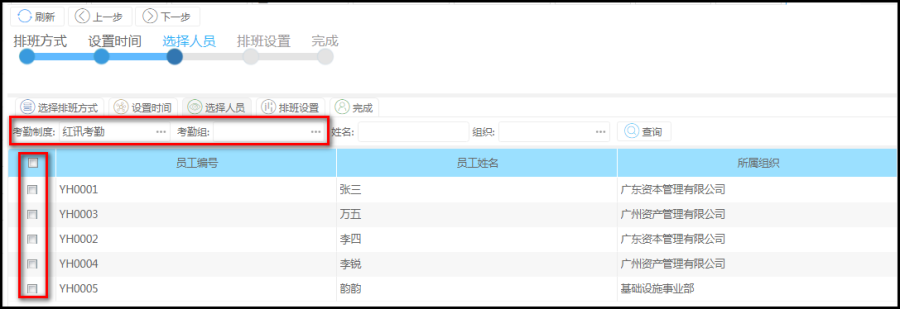 刷新 上一步 下一步
排班方式 设置时间 选择人员 排班设置 完成
选择排班方式 设置时间 选择人员 排班设置 完成
考勤制度: 红讯考勤 ··· 考勤组: ··· 姓名: 组织: ··· 查询
员工编号 员工姓名 所属组织
YH0001 张三 广东资本管理有限公司
YH0003 万五 广州资产管理有限公司
YH0002 李四 广东资本管理有限公司
YH0004 李锐 广州资产管理有限公司
YH0005 韵韵 基础设施事业部